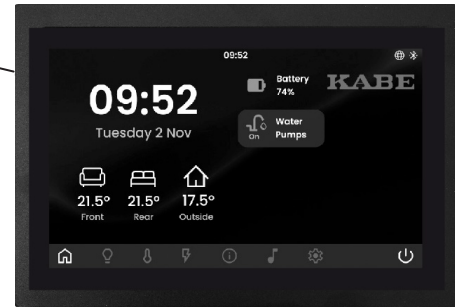 09:52
09:52
Tuesday 2 Nov
Battery
74%
KABE
Water
Pumps
On
21.5°
Front
21.5°
Rear
17.5°
Outside